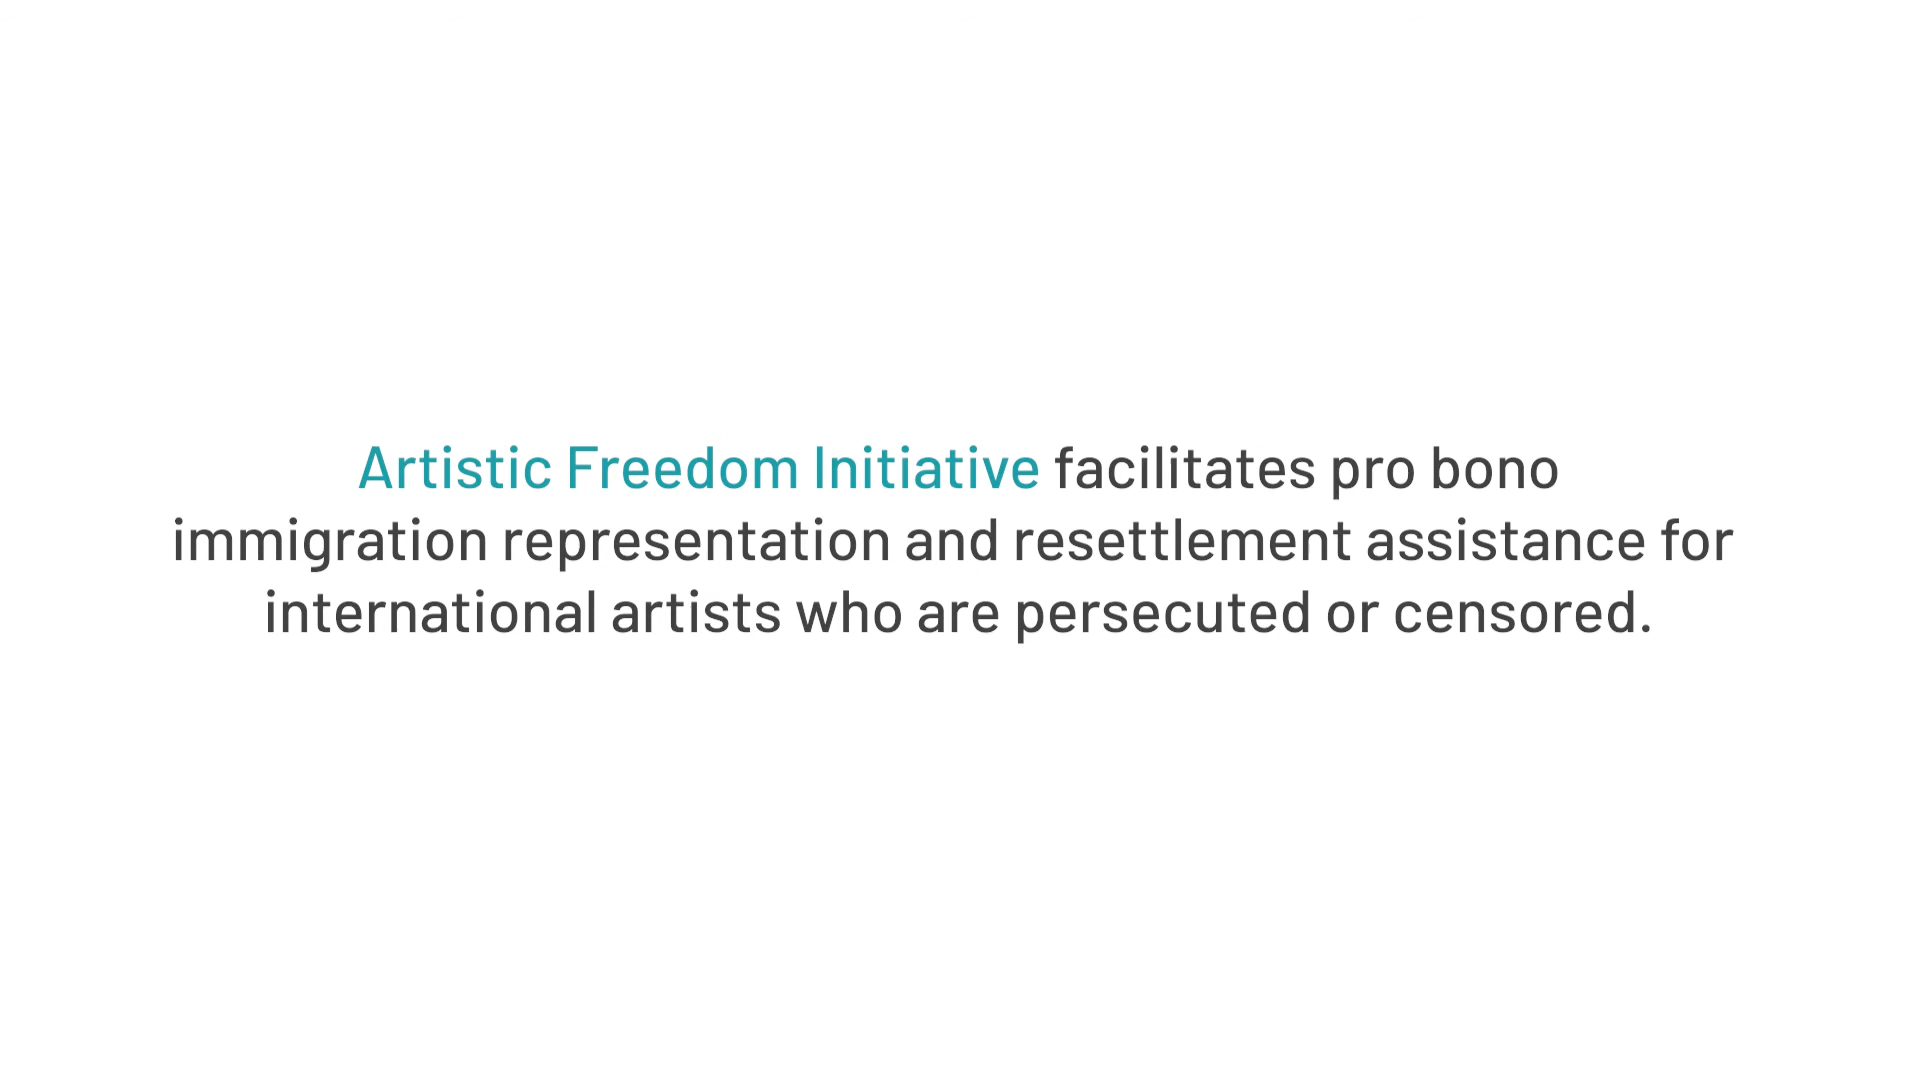 Artistic Freedom Initiative facilitates pro bono
immigration representation and resettlement assistance for
international artists who are persecuted or censored.